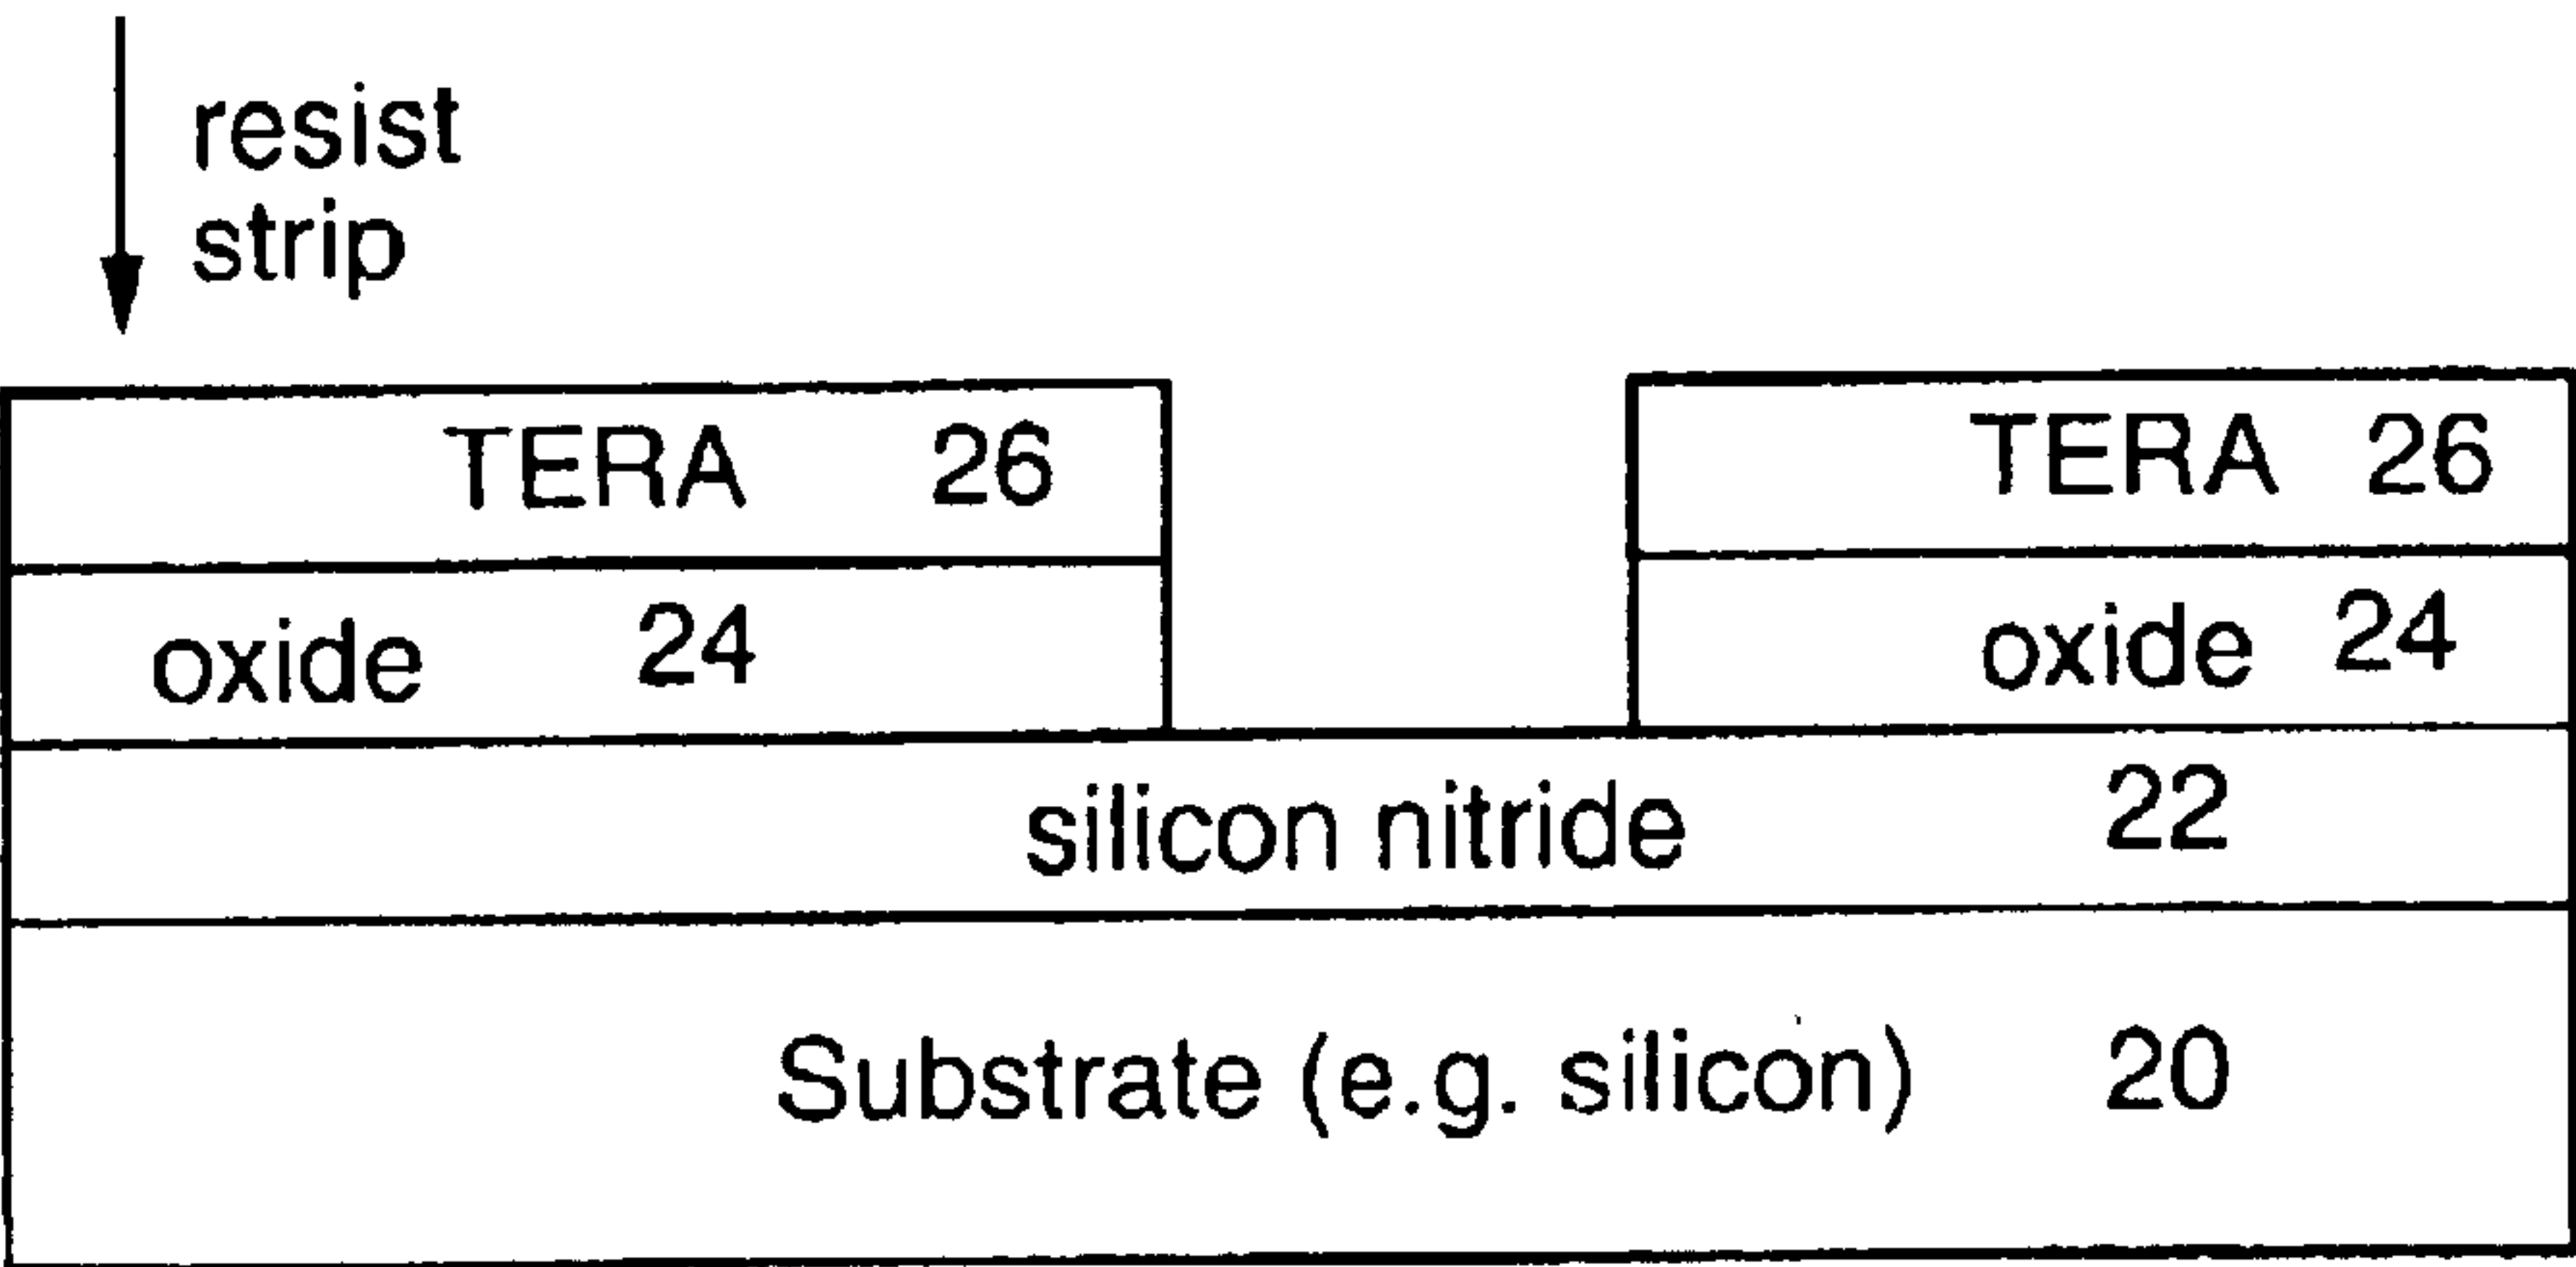 resist
strip
TERA 26 TERA 26
oxide 24 oxide 24
silicon nitride 22
Substrate (e.g. silicon) 20